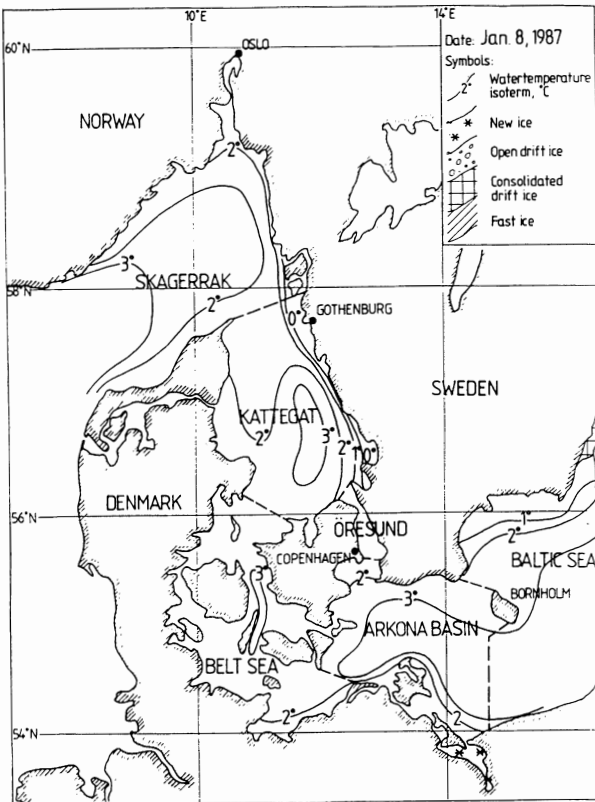 10°E
14°E
60°N
OSLO
Date: Jan. 8, 1987
Symbols:
2°
Watertemperature
isoterm, °C
New ice
Open drift ice
Consolidated
drift ice
Fast ice
NORWAY
2°
3°
SKAGERRAK
58°N
2°
0°
GOTHENBURG
SWEDEN
KATTEGAT
2°
3°
2°
1°
0°
DENMARK
56°N
ÖRESUND
1°
2°
BALTIC SEA
COPENHAGEN
3°
2°
3°
BORNHOLM
ARKONA BASIN
BELT SEA
2°
2
54°N